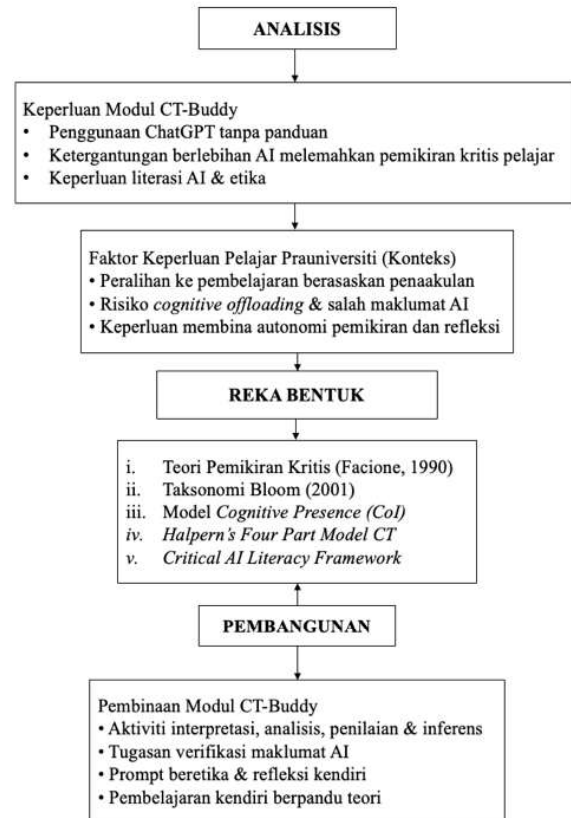 ANALISIS
Keperluan Modul CT-Buddy
• Penggunaan ChatGPT tanpa panduan
• Ketergantungan berlebihan AI melemahkan pemikiran kritis pelajar
• Keperluan literasi AI & etika
Faktor Keperluan Pelajar Prauniversiti (Konteks)
• Peralihan ke pembelajaran berasaskan penaakulan
• Risiko cognitive offloading & salah maklumat AI
• Keperluan membina autonomi pemikiran dan refleksi
REKA BENTUK
i. Teori Pemikiran Kritis (Facione, 1990)
ii. Taksonomi Bloom (2001)
iii. Model Cognitive Presence (CoI)
iv. Halpern's Four Part Model CT
v. Critical AI Literacy Framework
PEMBANGUNAN
Pembinaan Modul CT-Buddy
• Aktiviti interpretasi, analisis, penilaian & inferens
• Tugasan verifikasi maklumat AI
• Prompt beretika & refleksi kendiri
• Pembelajaran kendiri berpandu teori